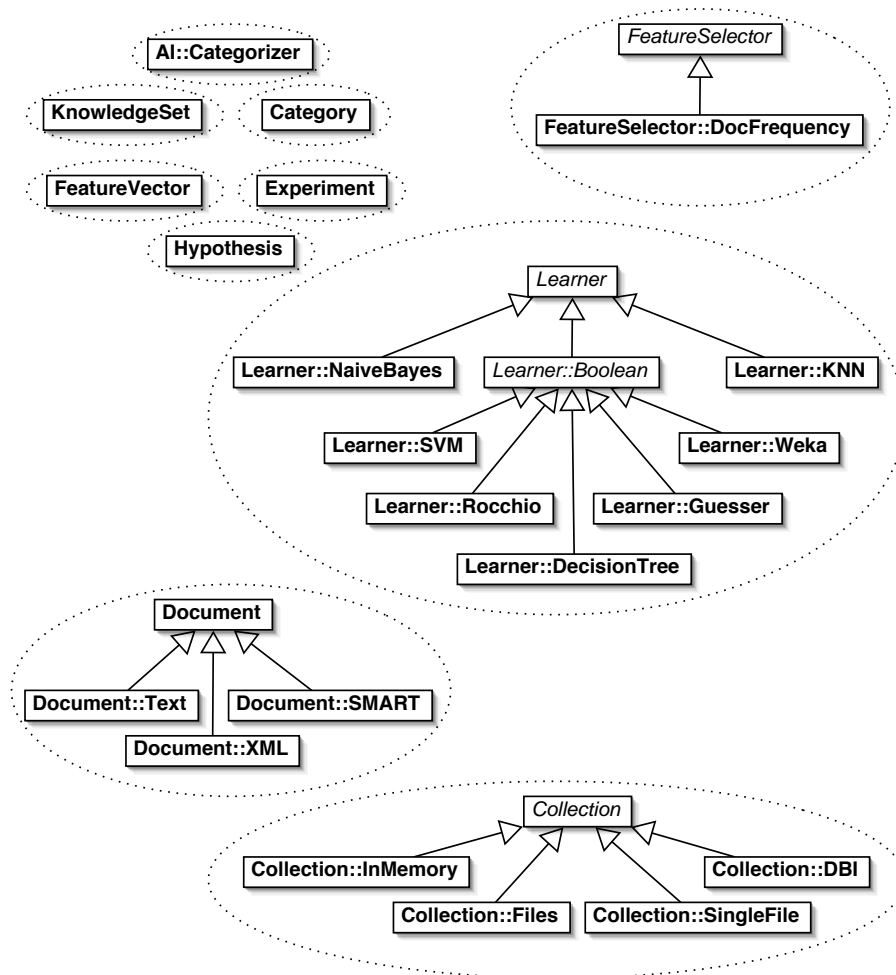 AI::Categorizer
KnowledgeSet
Category
FeatureVector
Experiment
Hypothesis
FeatureSelector
FeatureSelector::DocFrequency
Learner
Learner::NaiveBayes
Learner::Boolean
Learner::KNN
Learner::SVM
Learner::Weka
Learner::Rocchio
Learner::Guesser
Learner::DecisionTree
Document
Document::Text
Document::SMART
Document::XML
Collection
Collection::InMemory
Collection::DBI
Collection::Files
Collection::SingleFile